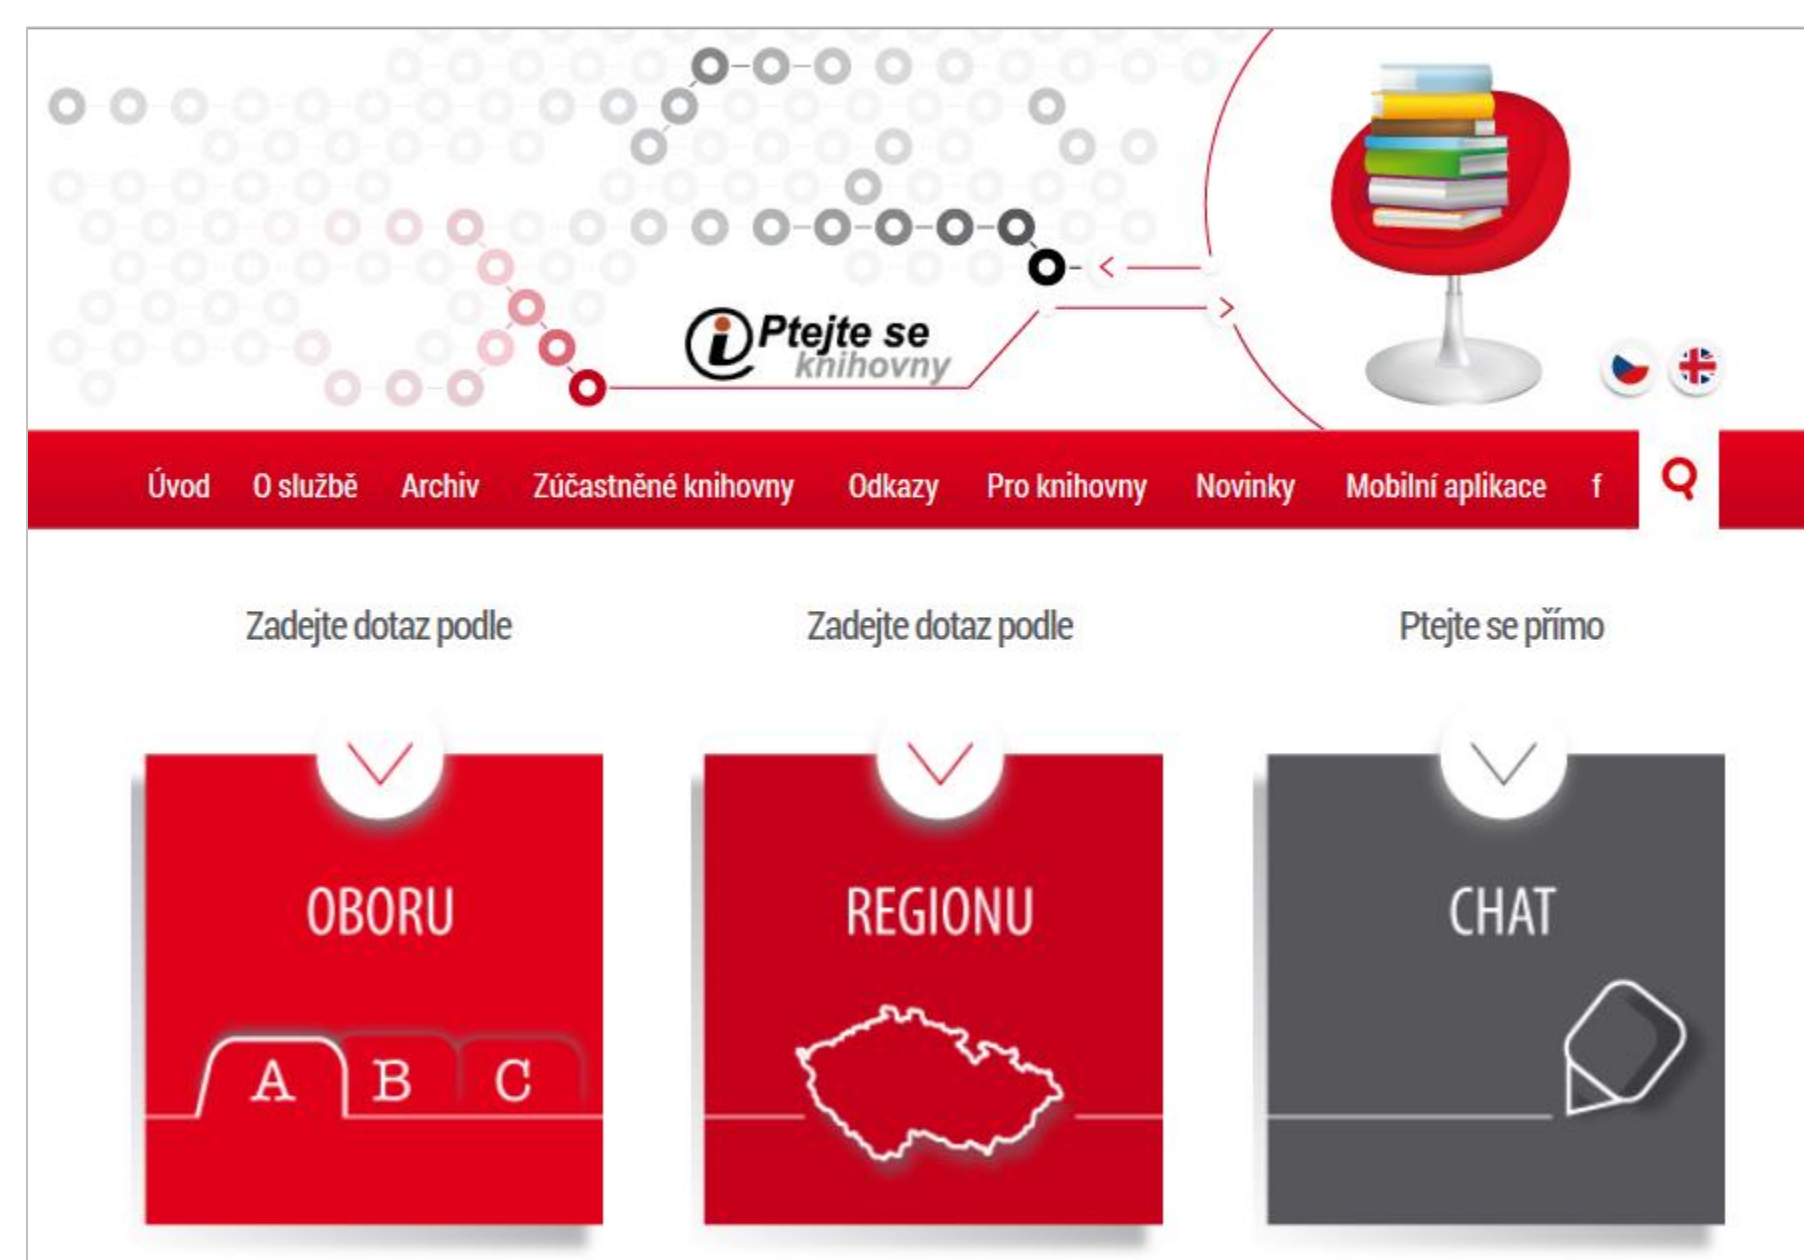 Ptejte se
knihovny
Úvod O službě Archiv Zúčastněné knihovny Odkazy Pro knihovny Novinky Mobilní aplikace f
Zadejte dotaz podle Zadejte dotaz podle Ptejte se přímo
OBORU REGIONU CHAT
A B C